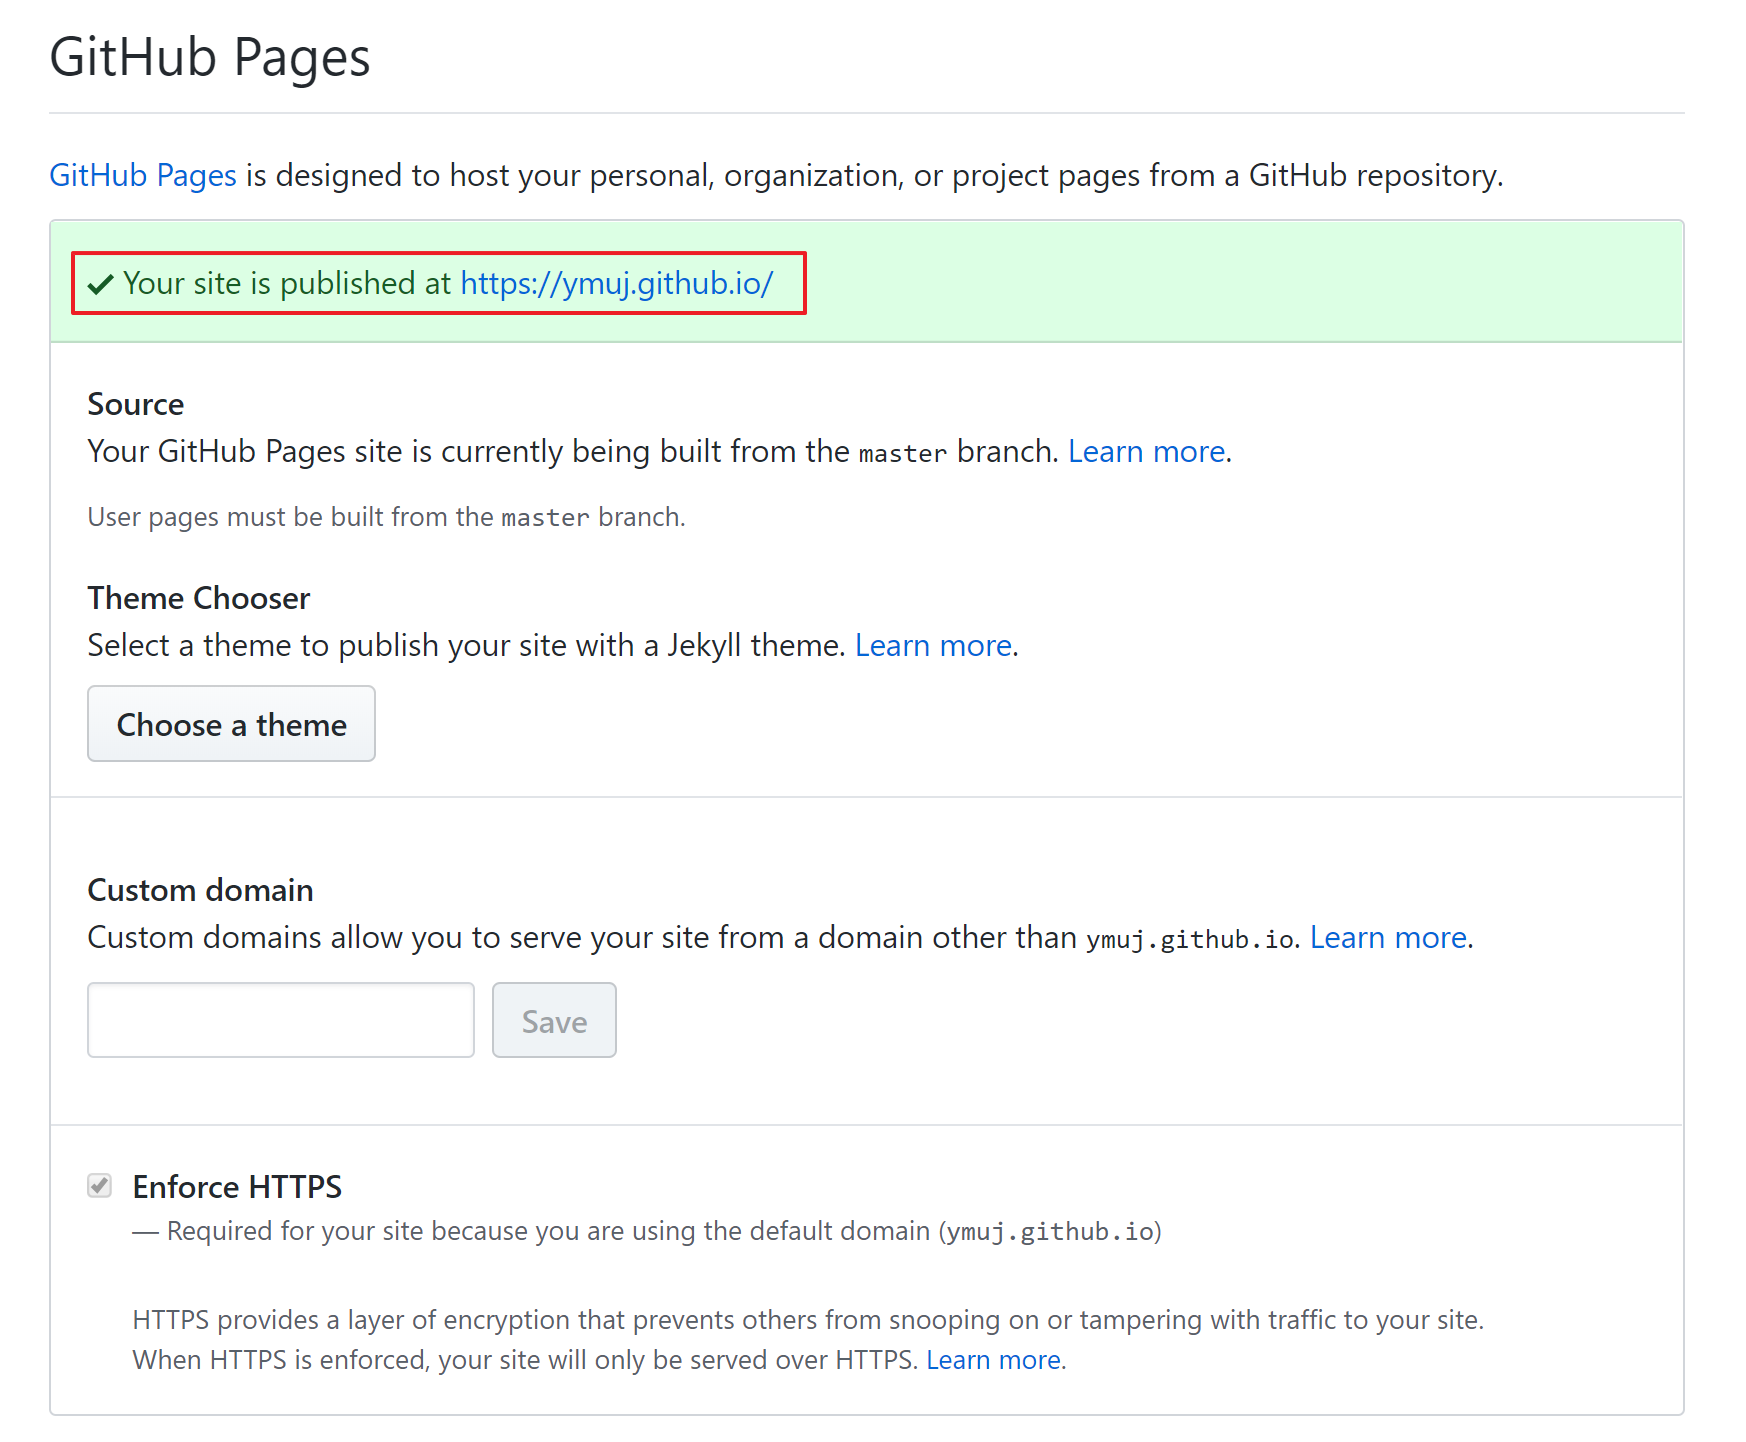 GitHub Pages
GitHub Pages is designed to host your personal, organization, or project pages from a GitHub repository.
Your site is published at https://ymuj.github.io/
Source
Your GitHub Pages site is currently being built from the master branch. Learn more.
User pages must be built from the master branch.
Theme Chooser
Select a theme to publish your site with a Jekyll theme. Learn more.
Choose a theme
Custom domain
Custom domains allow you to serve your site from a domain other than ymuj.github.io. Learn more.
Save
Enforce HTTPS
— Required for your site because you are using the default domain (ymuj.github.io)
HTTPS provides a layer of encryption that prevents others from snooping on or tampering with traffic to your site.
When HTTPS is enforced, your site will only be served over HTTPS. Learn more.